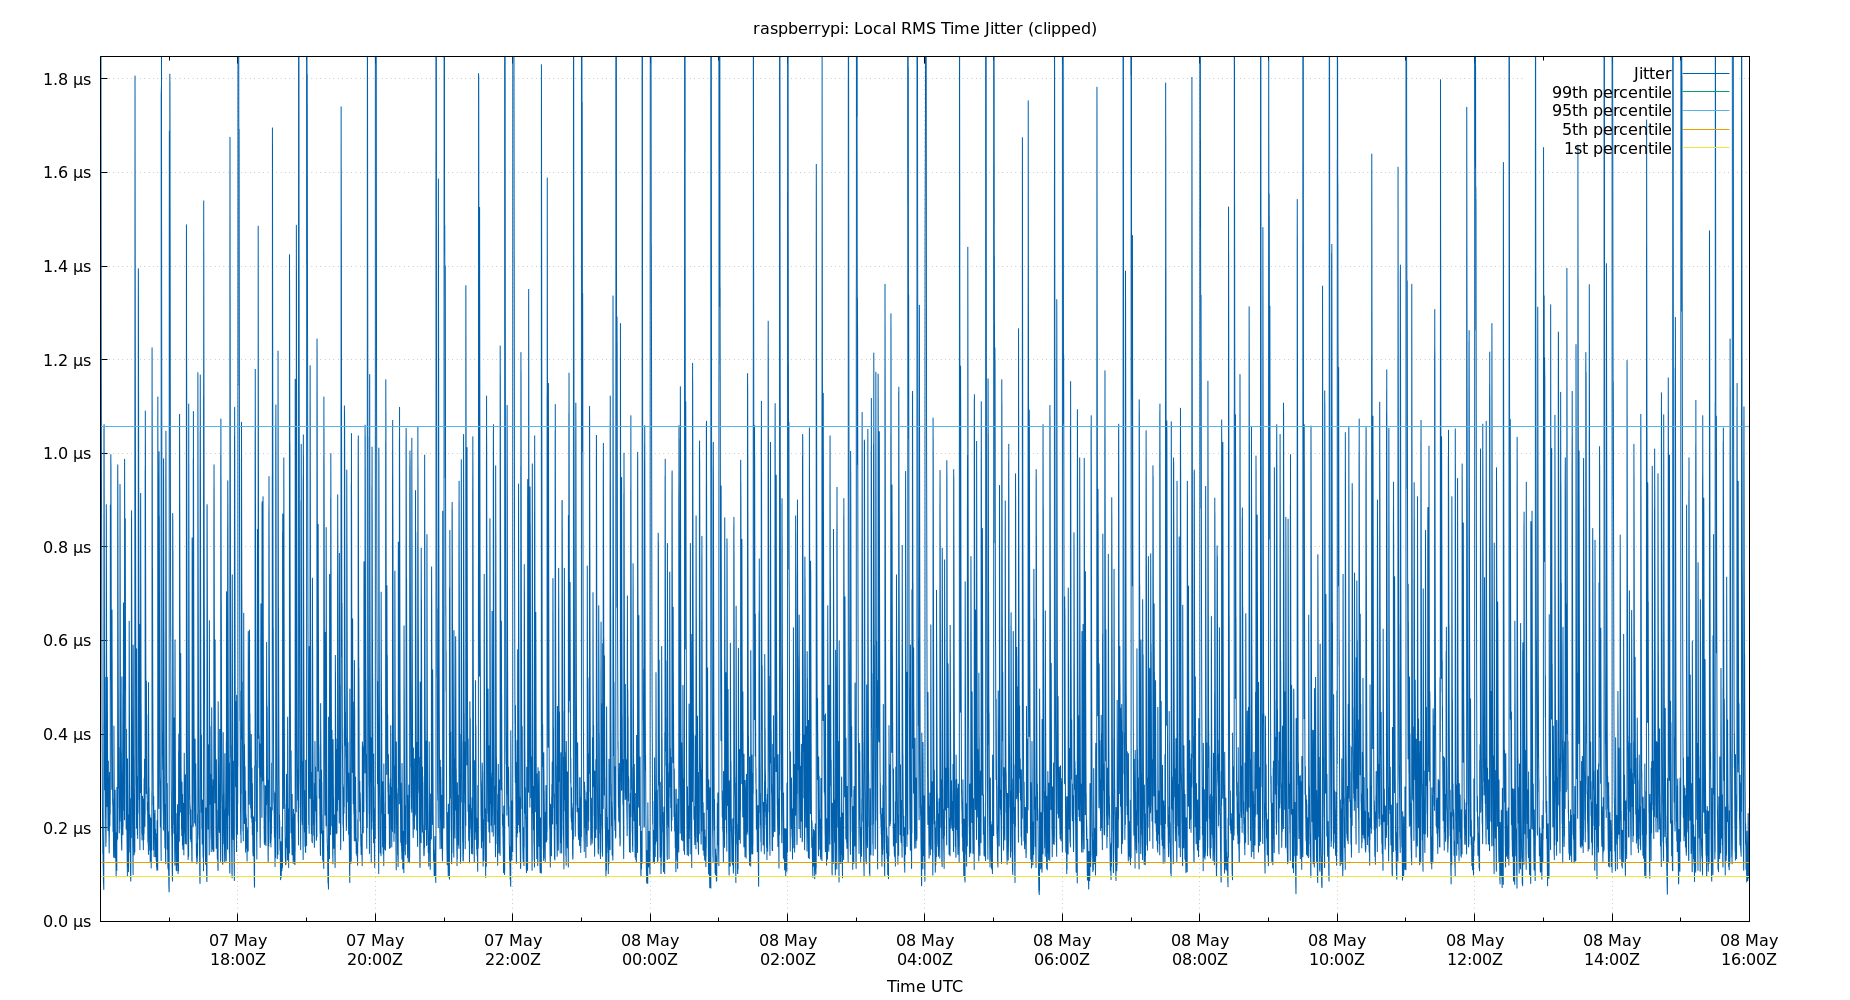 raspberrypi: Local RMS Time Jitter (clipped)
Jitter
99th percentile
95th percentile
5th percentile
1st percentile
1.8 µs
1.6 µs
1.4 µs
1.2 µs
1.0 µs
0.8 µs
0.6 µs
0.4 µs
0.2 µs
0.0 µs
07 May 07 May 07 May 08 May 08 May 08 May 08 May 08 May 08 May 08 May 08 May 08 May
18:00Z 20:00Z 22:00Z 00:00Z 02:00Z 04:00Z 06:00Z 08:00Z 10:00Z 12:00Z 14:00Z 16:00Z
Time UTC